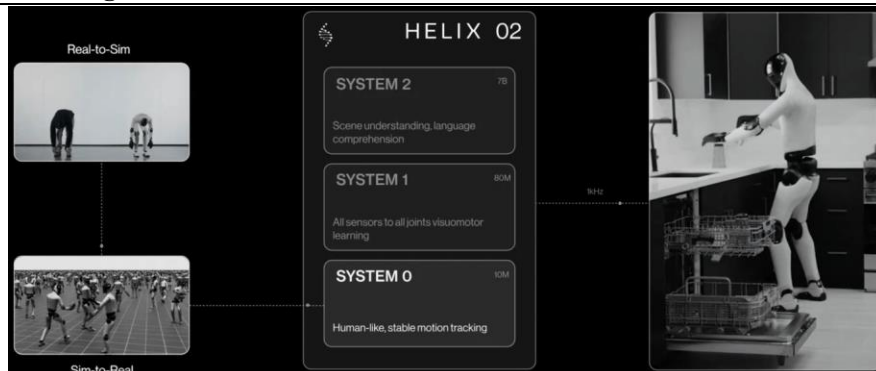 Real-to-Sim
HELIX 02
SYSTEM 2
7B
Scene understanding, language
comprehension
SYSTEM 1
80M
All sensors to all joints visuomotor
learning
1kHz
SYSTEM 0
10M
Human-like, stable motion tracking
Sim-to-Real